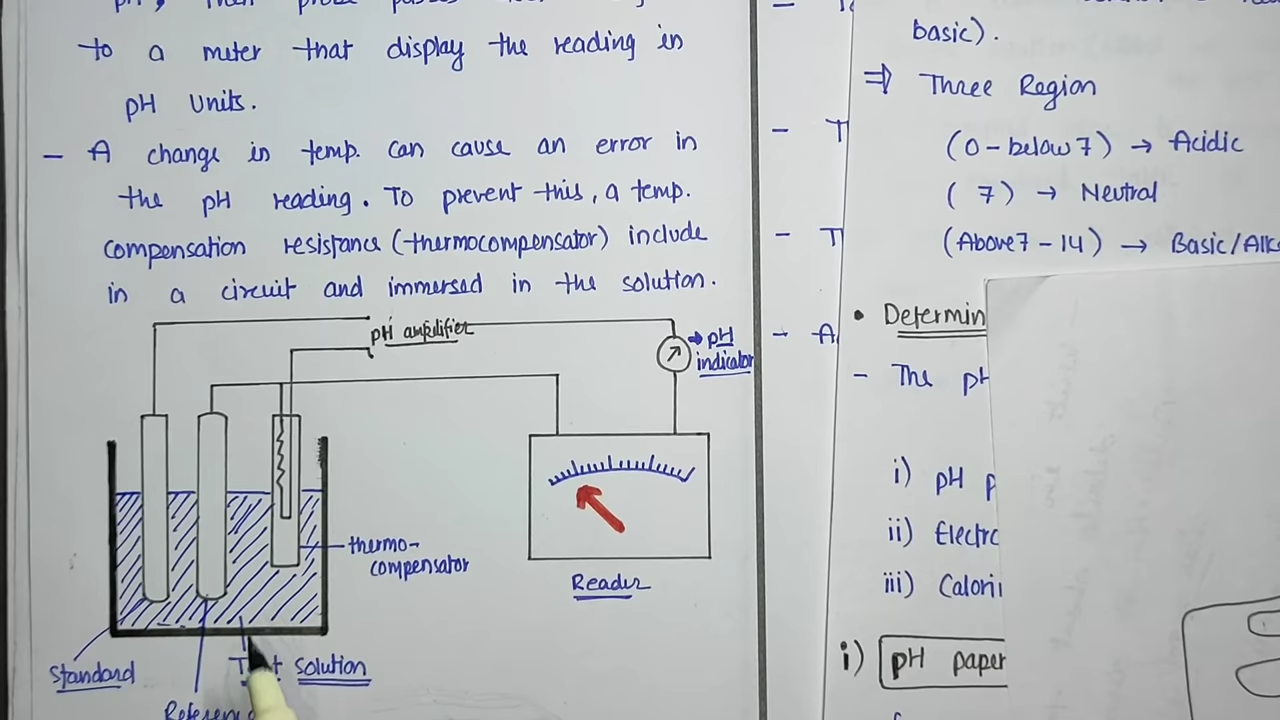 to a meter that display the reading in
pH Units.
- A change in temp. can cause an error in
the pH reading. To prevent this, a temp.
compensation resistance (thermocompensator) include
in a circuit and immersed in the solution.
pH amplifier
pH
indicator
thermo-
compensator
Reader
Standard
solution
basic).
⇒ Three Region
(0 - below 7) → Acidic
( 7 ) → Neutral
(Above 7 - 14) → Basic/Alk
• Determin
- The pH
i) pH p
ii) Electro
iii) Calori
i) pH paper